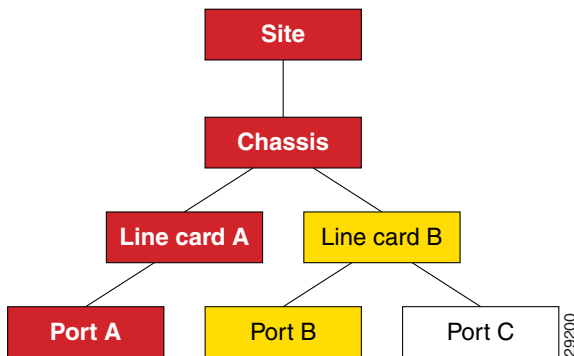 Site
Chassis
Line card A
Line card B
Port A
Port B
Port C
29200